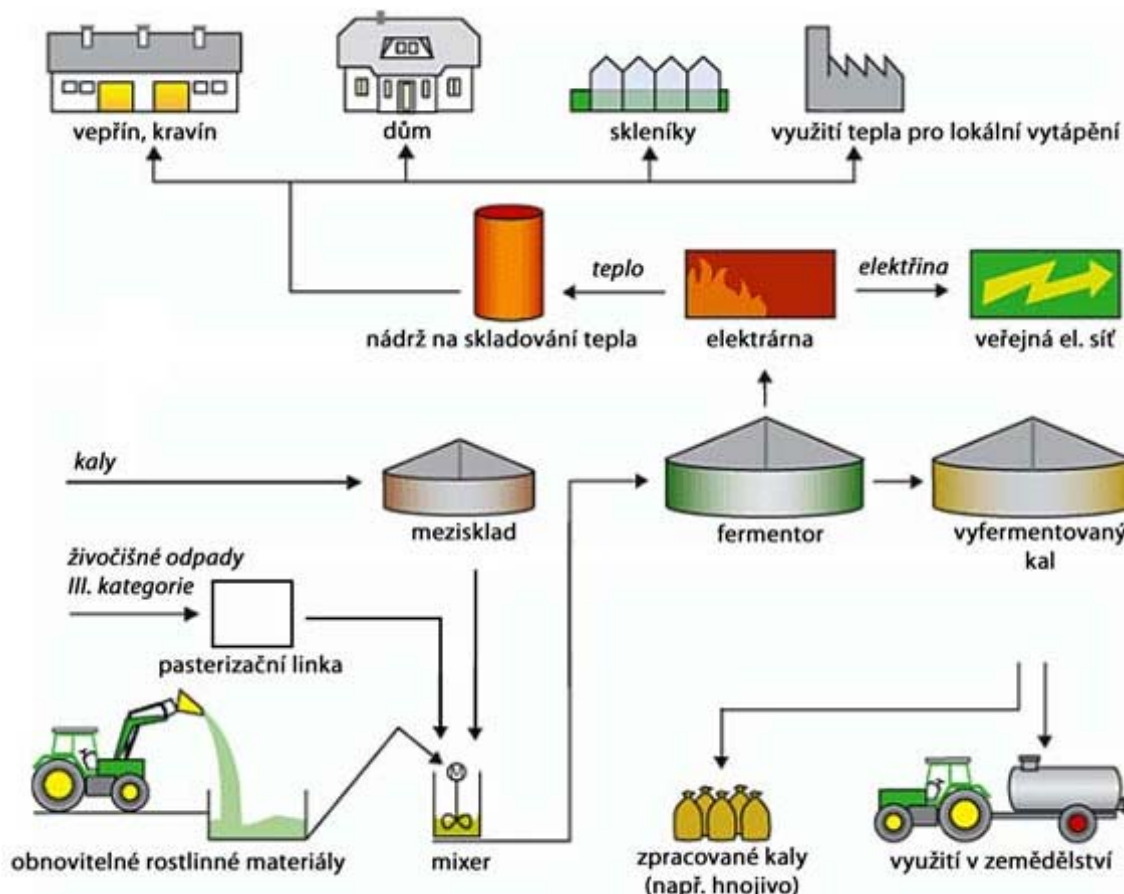 vepřín, kravín
dům
skleníky
využití tepla pro lokální vytápění
teplo
elektřina
nádrž na skladování tepla
elektrárna
veřejná el. síť
kaly
mezisklad
fermentor
vyfermentovaný
kal
živočišné odpady
III. kategorie
pasterizační linka
M
obnovitelné rostlinné materiály
mixer
zpracované kaly
(např. hnojivo)
využití v zemědělství